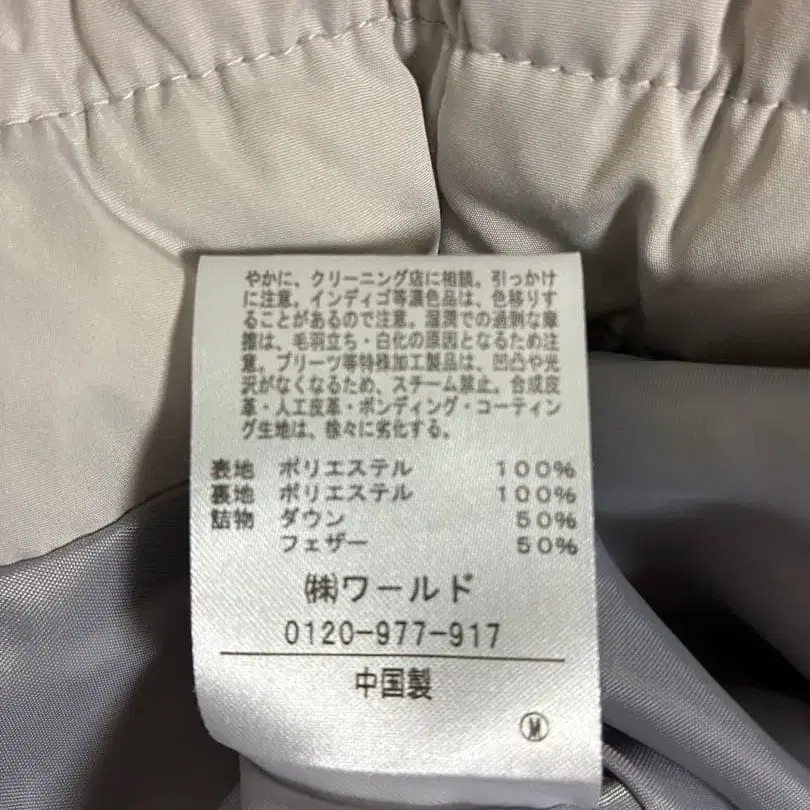 やかに、クリーニング店に相談。引っかけ
に注意。インディゴ等濃色品は、色移りす
ることがあるので注意。湿潤での過剰な摩
擦は、毛羽立ち・白化の原因となるため注
意。プリーツ等特殊加工製品は、凹凸や光
沢がなくなるため、スチーム禁止。合成皮
革・人工皮革・ボンディング・コーティン
グ生地は、徐々に劣化する。
表地 ポリエステル 100%
裏地 ポリエステル 100%
詰物 ダウン 50%
フェザー 50%
㈱ワールド
0120-977-917
中国製
Ⓜ